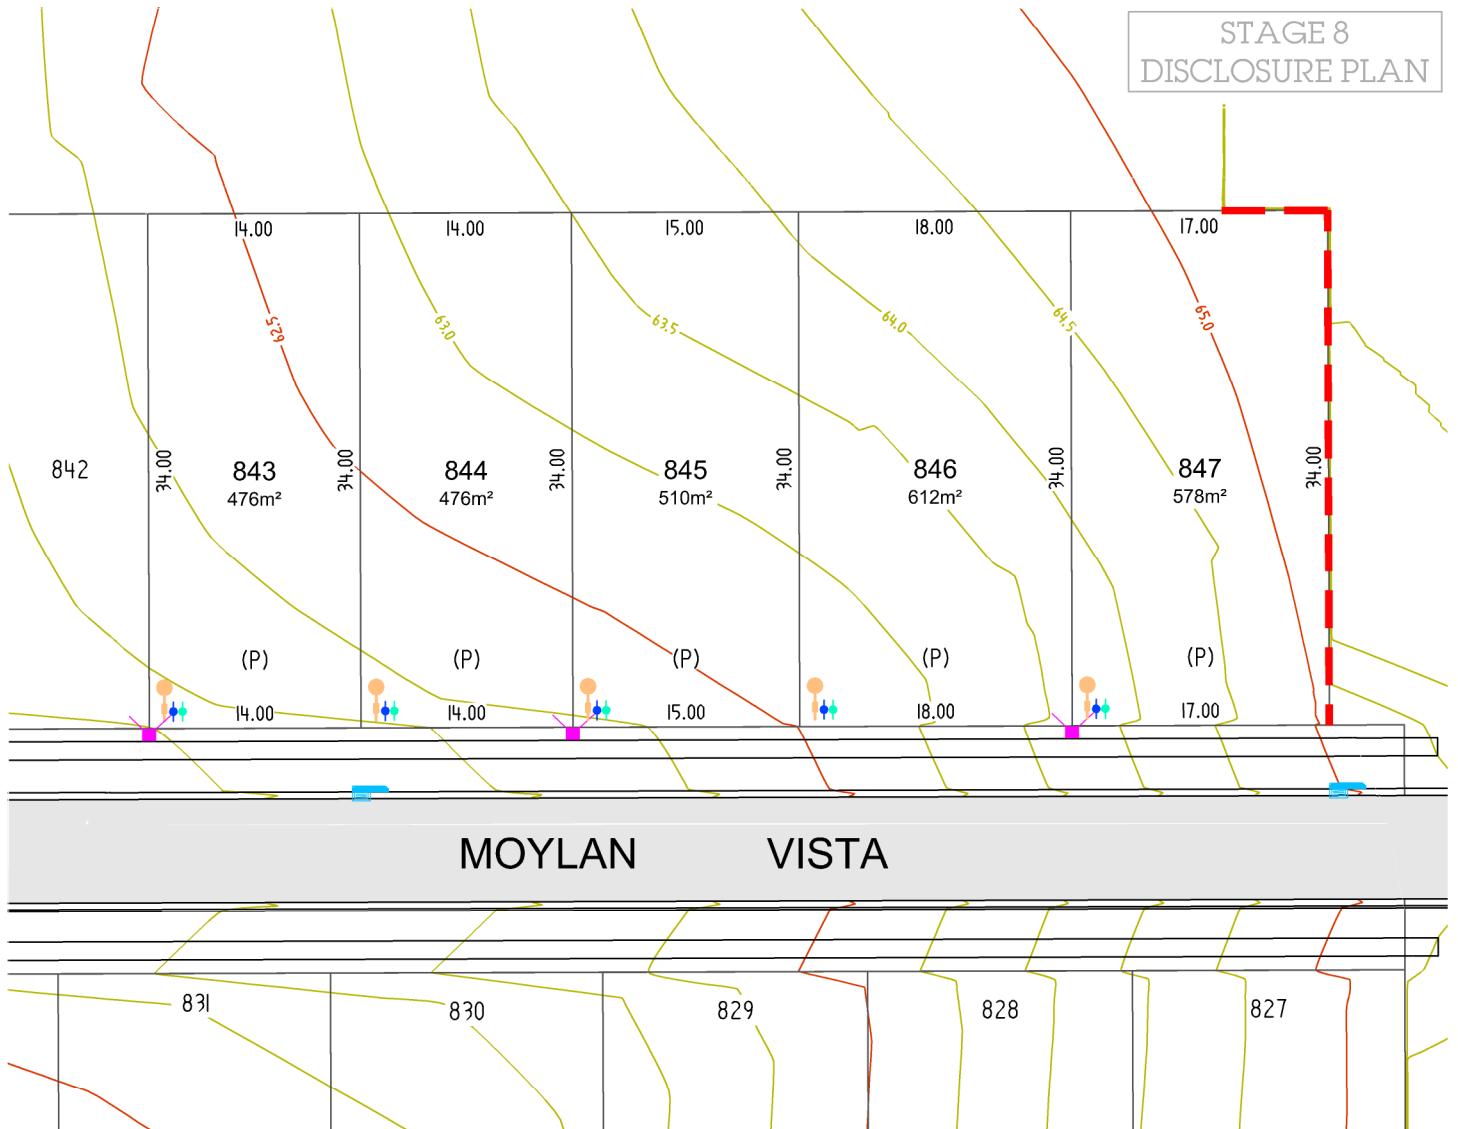 STAGE 8
DISCLOSURE PLAN
14.00
14.00
15.00
18.00
17.00
62.5
63.0
63.5
64.0
64.5
65.0
842
34.00
843
476m²
34.00
844
476m²
34.00
845
510m²
34.00
846
612m²
34.00
847
578m²
34.00
(P)
(P)
(P)
(P)
(P)
14.00
14.00
15.00
18.00
17.00
MOYLAN VISTA
831
830
829
828
827